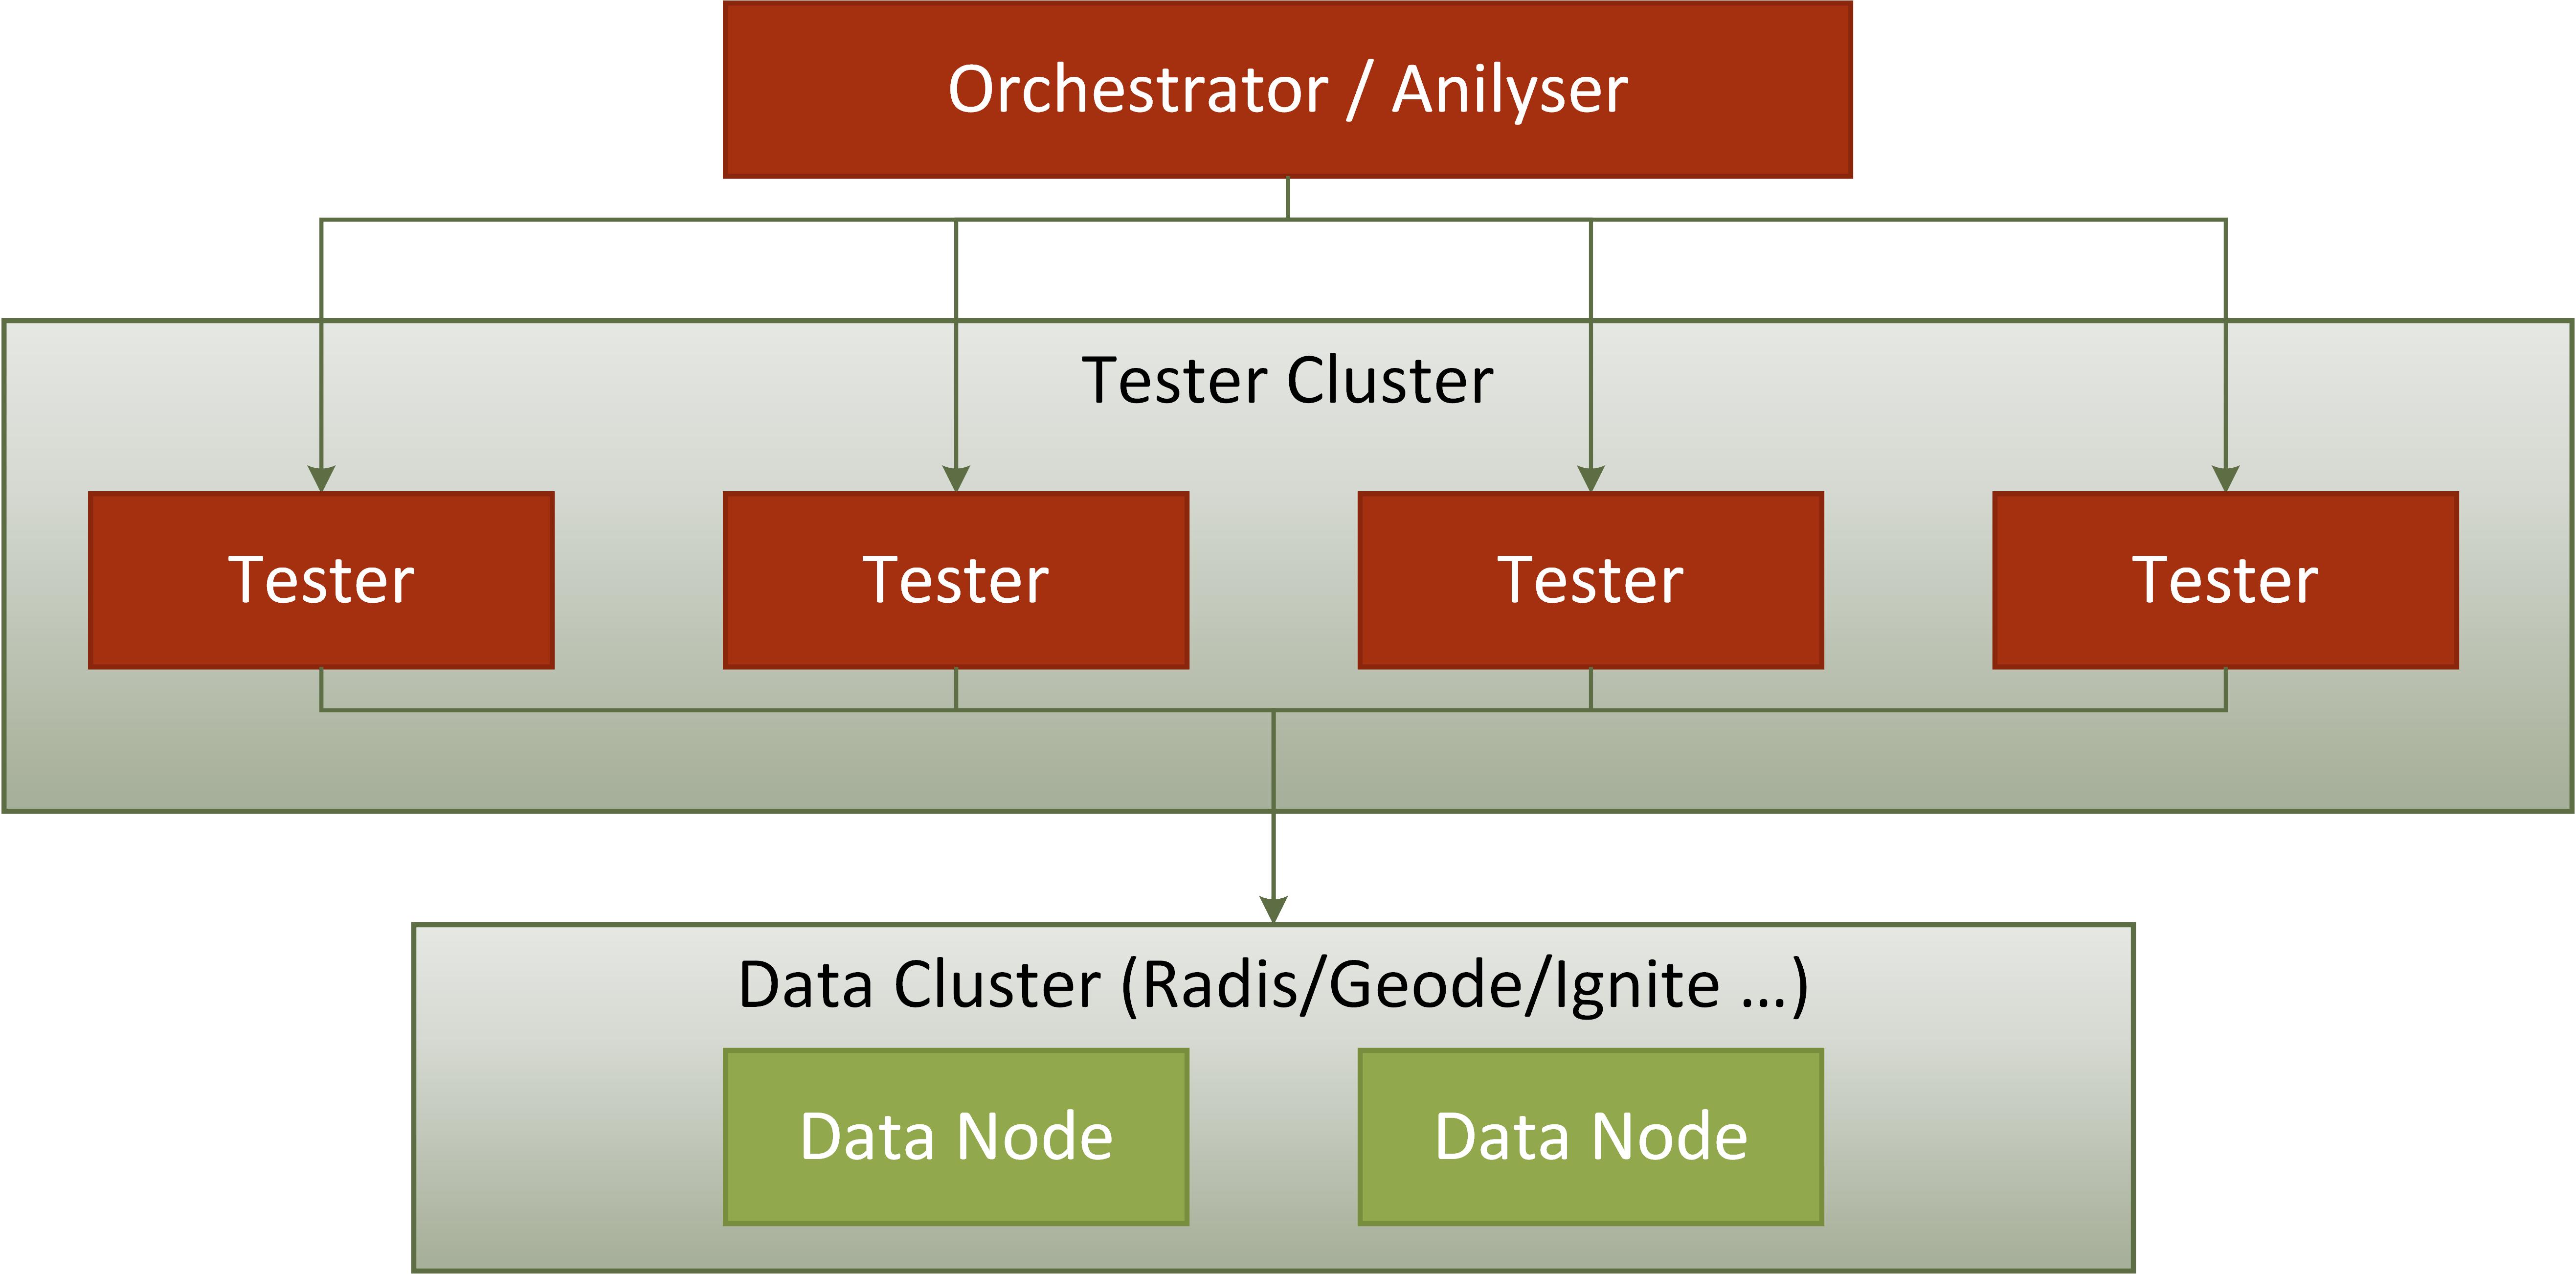 Orchestrator / Anilyser
Tester Cluster
Tester
Tester
Tester
Tester
Data Cluster (Radis/Geode/Ignite ...)
Data Node
Data Node